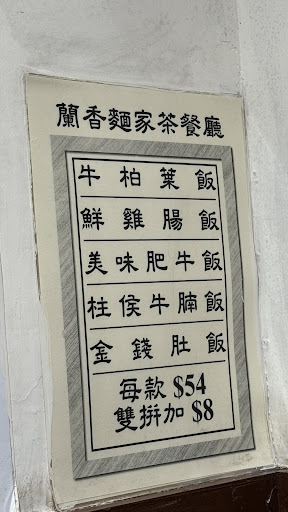 蘭香麵家茶餐廳
牛柏葉飯
鮮雞腸飯
美味肥牛飯
柱侯牛腩飯
金錢肚飯
每款 $54
雙拚加 $8